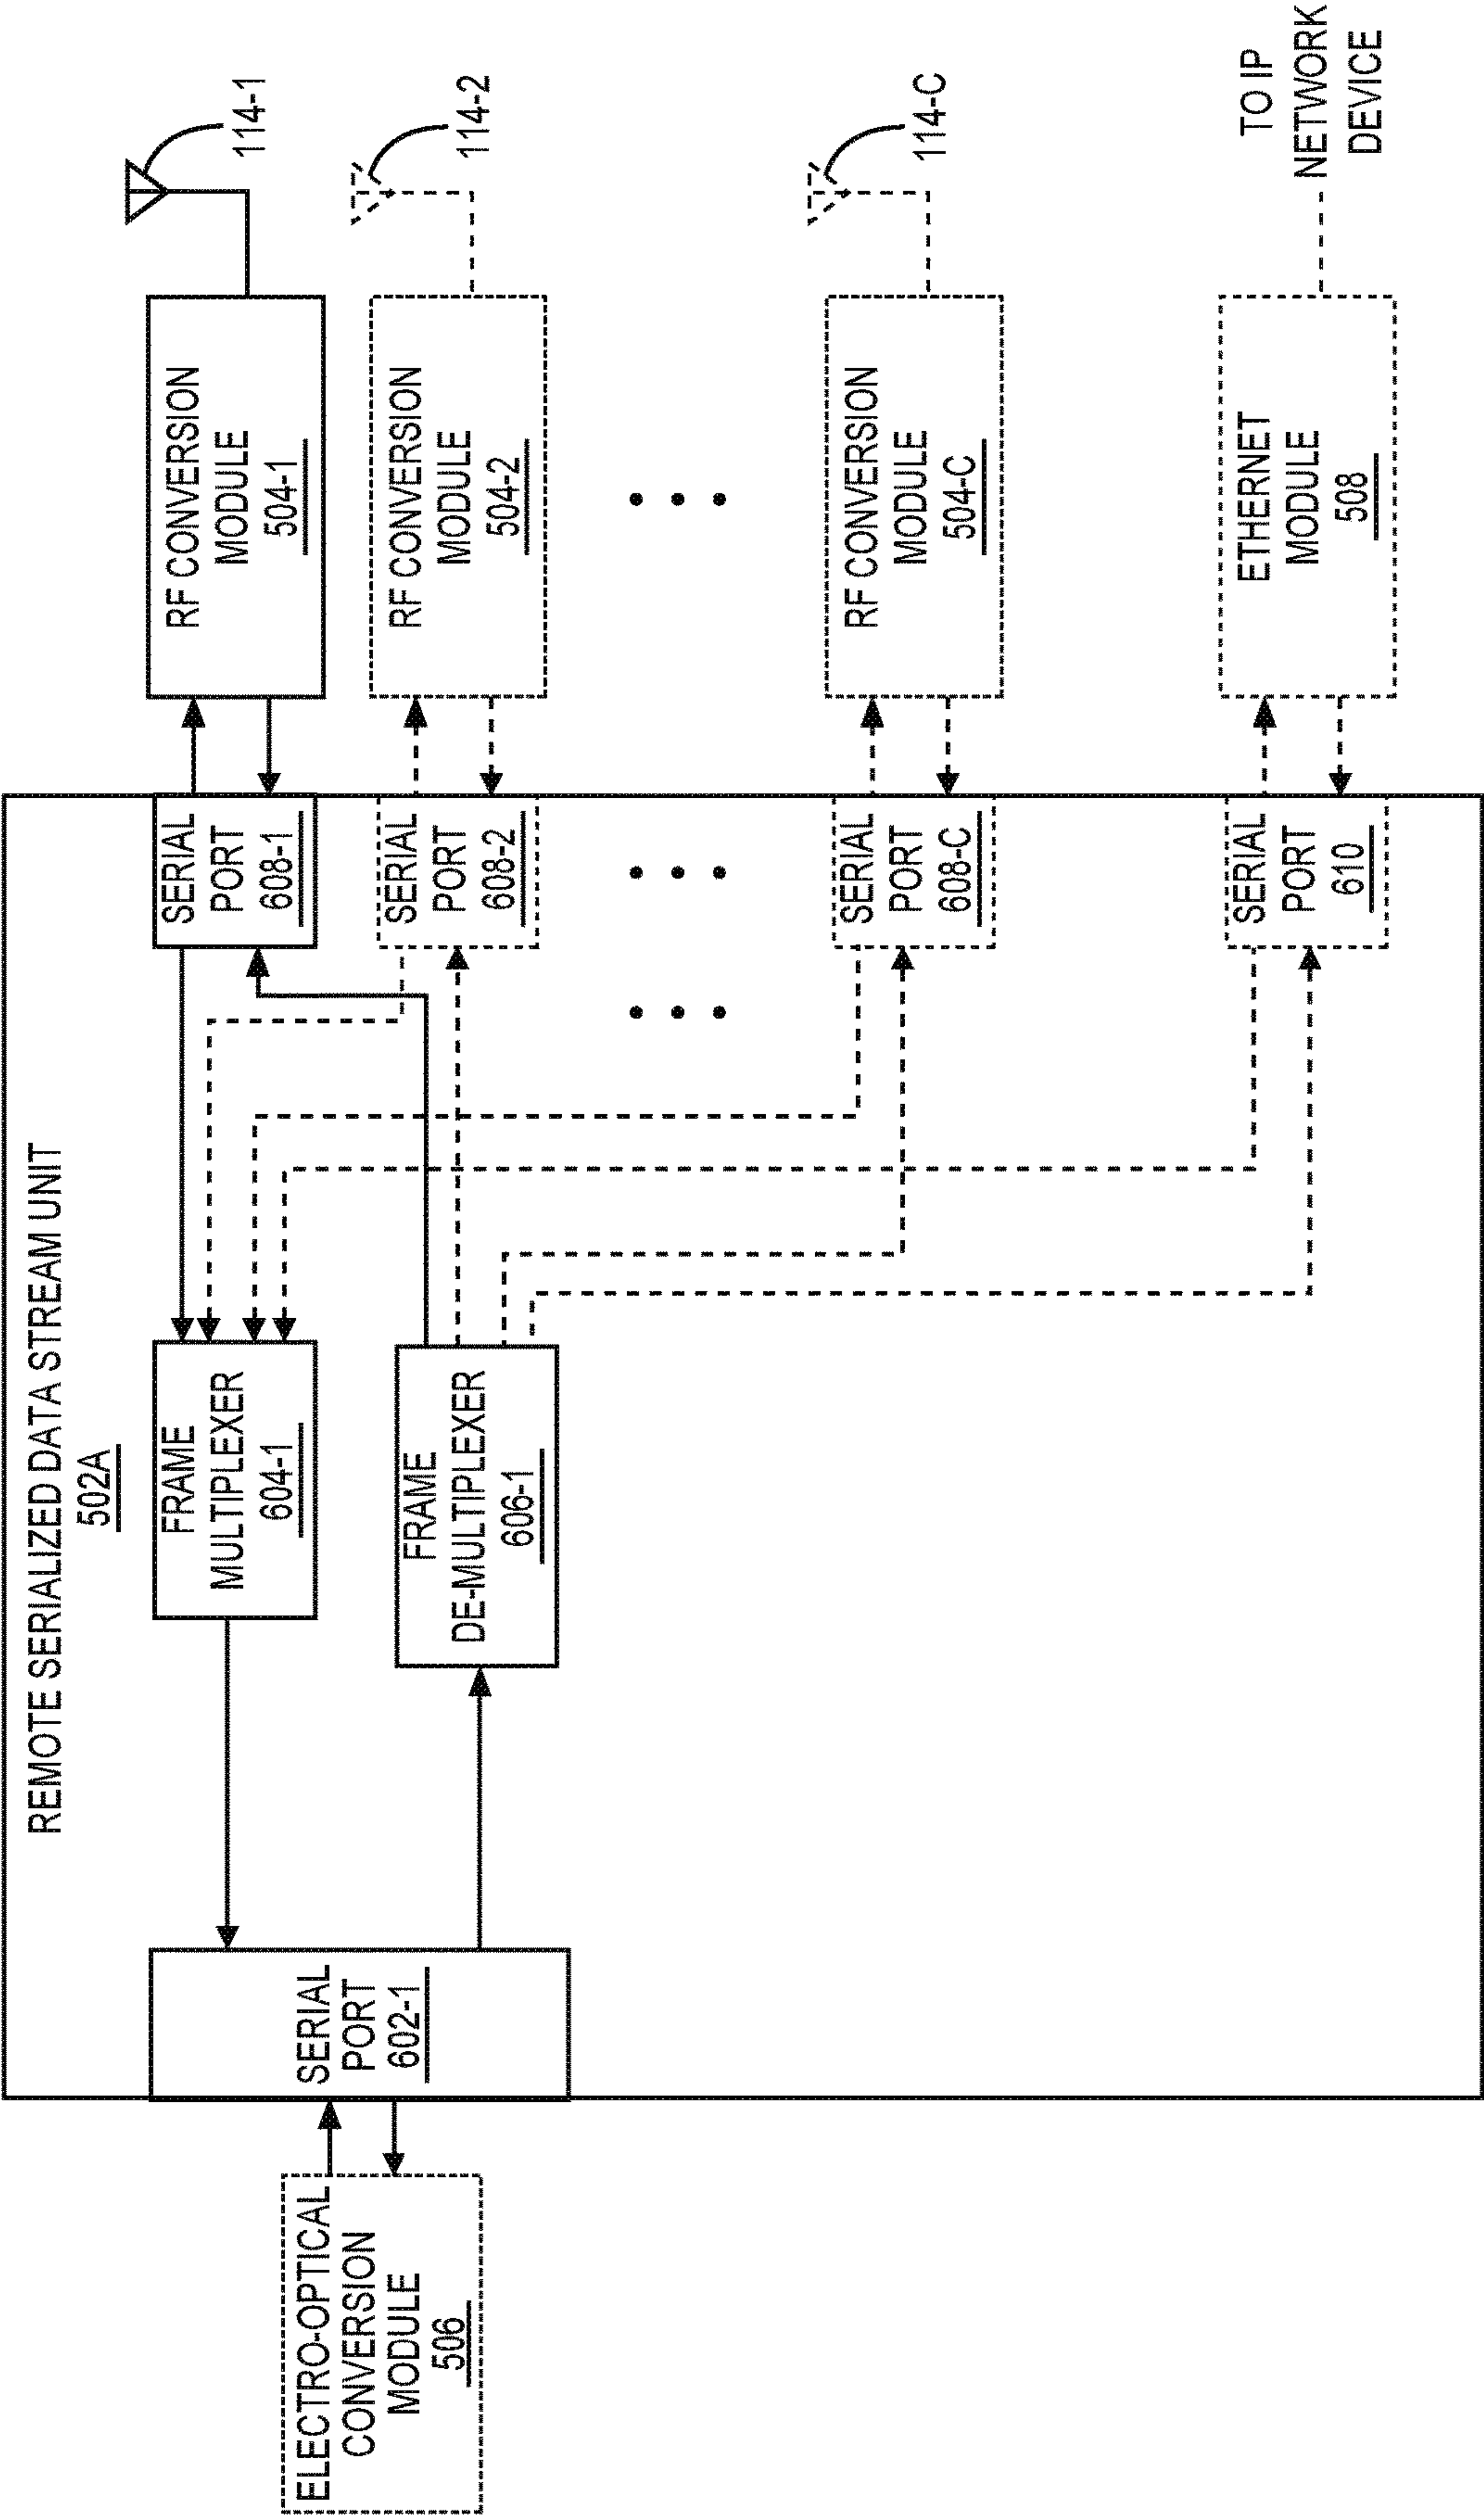 REMOTE SERIALIZED DATA STREAM UNIT
502A
ELECTRO-OPTICAL
CONVERSION
MODULE
506
SERIAL
PORT
602-1
FRAME
MULTIPLEXER
604-1
FRAME
DE-MULTIPLEXER
606-1
SERIAL
PORT
608-1
SERIAL
PORT
608-2
SERIAL
PORT
608-C
SERIAL
PORT
610
RF CONVERSION
MODULE
504-1
RF CONVERSION
MODULE
504-2
RF CONVERSION
MODULE
504-C
ETHERNET
MODULE
508
114-1
114-2
114-C
TO IP
NETWORK
DEVICE